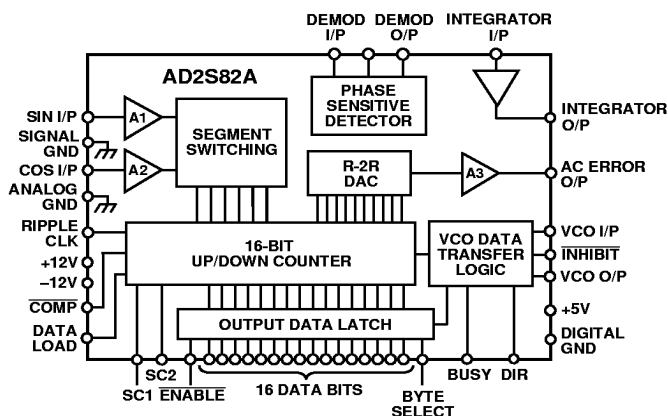 DEMOD
I/P
DEMOD
O/P
INTEGRATOR
I/P
AD2S82A
PHASE
SENSITIVE
DETECTOR
SIN I/P
A1
SEGMENT
SWITCHING
INTEGRATOR
O/P
SIGNAL
GND
COS I/P
A2
R-2R
DAC
A3
AC ERROR
O/P
ANALOG
GND
RIPPLE
CLK
16-BIT
UP/DOWN COUNTER
VCO DATA
TRANSFER
LOGIC
VCO I/P
INHIBIT
VCO O/P
+12V
–12V
COMP
DATA
LOAD
OUTPUT DATA LATCH
+5V
DIGITAL
GND
SC1
SC2
ENABLE
16 DATA BITS
BYTE
SELECT
BUSY
DIR